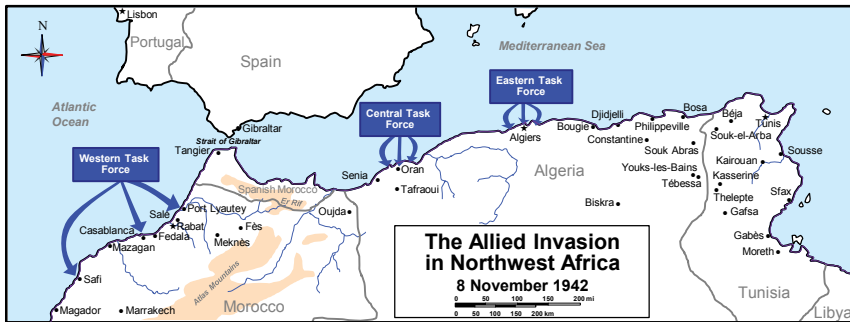 Lisbon
N
Portugal
Spain
Mediterranean Sea
Atlantic
Ocean
Eastern Task
Force
Central Task
Force
Western Task
Force
Gibraltar
Strait of Gibraltar
Tangier
Algiers
Bougie
Djidjelli
Philippeville
Bosa
Constantine
Souk Abras
Béja
Tunis
Souk-el-Arba
Sousse
Kairouan
Youks-les-Bains
Tébessa
Kasserine
Thelepte
Sfax
Gafsa
Gabès
Moreth
Biskra
Algeria
Oran
Senia
Tafraoui
Spanish Morocco
Er Rif
Oujda
Port Lyautey
Salé
Rabat
Fès
Meknès
Casablanca
Fedala
Mazagan
Safi
Atlas Mountains
Magador
Marrakech
Morocco
Tunisia
Libya
The Allied Invasion
in Northwest Africa
8 November 1942
0 50 100 150 200 mi
0 50 100 150 200 km